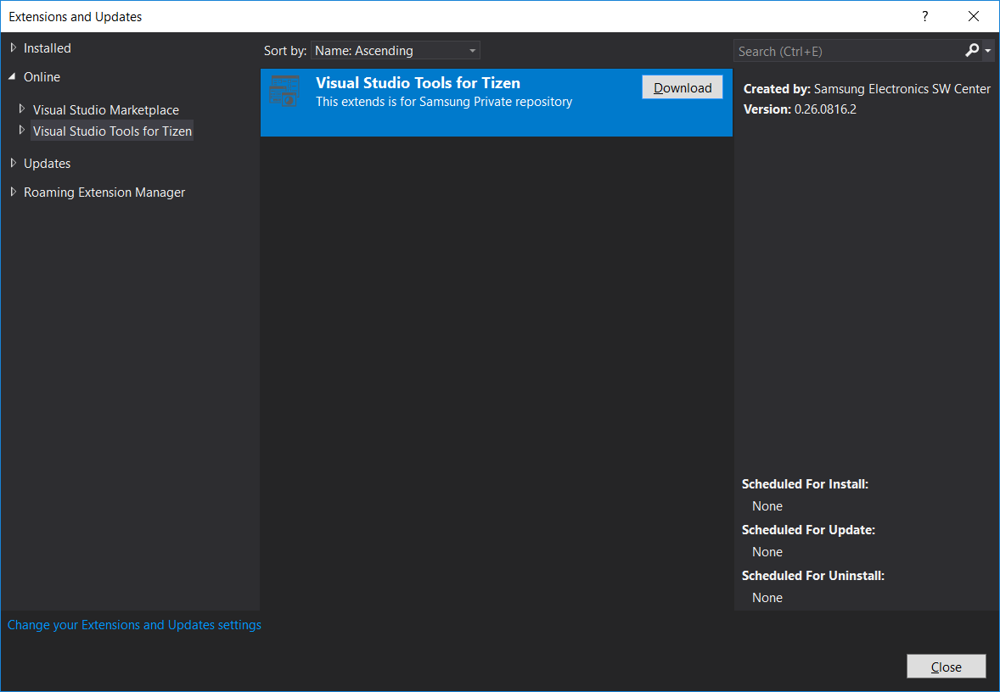 Extensions and Updates
?
Installed
Online
Visual Studio Marketplace
Visual Studio Tools for Tizen
Updates
Roaming Extension Manager
Sort by: Name: Ascending
Visual Studio Tools for Tizen
This extends is for Samsung Private repository
Download
Search (Ctrl+E)
Created by: Samsung Electronics SW Center
Version: 0.26.0816.2
Scheduled For Install:
None
Scheduled For Update:
None
Scheduled For Uninstall:
None
Change your Extensions and Updates settings
Close